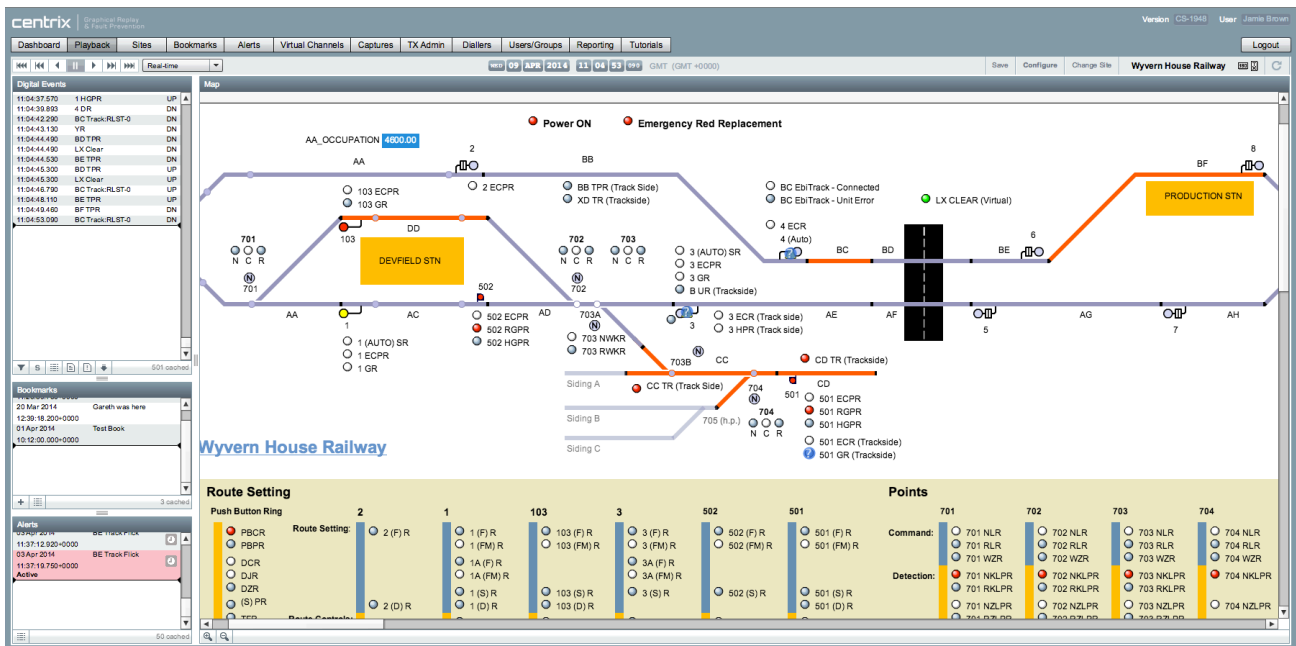 centrix Graphical Replay & Fault Prevention
Version CS-1948 User Jamie Brown
Dashboard Playback Sites Bookmarks Alerts Virtual Channels Captures TX Admin Diallers Users/Groups Reporting Tutorials Logout
Real-time WED 09 APR 2014 11 04 53 090 GMT (GMT +0000) Save Configure Change Site Wyvern House Railway
Digital Events
11:04:37.570 1 HGPR UP
11:04:39.893 4 DR DN
11:04:42.290 BC Track:RLST-0 DN
11:04:43.130 YR DN
11:04:44.490 BD TPR DN
11:04:44.490 LX Clear DN
11:04:44.530 BE TPR DN
11:04:45.300 BD TPR UP
11:04:45.300 LX Clear UP
11:04:46.790 BC Track:RLST-0 UP
11:04:48.110 BE TPR UP
11:04:49.460 BF TPR DN
11:04:53.090 BC Track:RLST-0 DN
S 501 cached
Bookmarks
20 Mar 2014 Gareth was here
12:39:18.200+0000
01 Apr 2014 Test Book
10:12:00.000+0000
3 cached
Alerts
03 Apr 2014 BE Track Flick
11:37:12.920+0000
03 Apr 2014 BE Track Flick
11:37:19.750+0000
Active
50 cached
Map
Power ON Emergency Red Replacement
AA_OCCUPATION 4600.00
2
8
AA
BB
BF
103 ECPR
103 GR
2 ECPR
BB TPR (Track Side)
XD TR (Trackside)
BC EbiTrack - Connected
BC EbiTrack - Unit Error
LX CLEAR (Virtual)
PRODUCTION STN
103
DD
DEVFIELD STN
701
N C R
N
701
702
N C R
N
702
703
N C R
3 (AUTO) SR
3 ECPR
3 GR
B UR (Trackside)
4 ECR
4 (Auto)
BC
BD
BE
6
502
AA
1
AC
AD
703A
N
3
AE
AF
5
AG
7
AH
1 (AUTO) SR
1 ECPR
1 GR
502 ECPR
502 RGPR
502 HGPR
703 NWKR
703 RWKR
3 ECR (Track side)
3 HPR (Track side)
703B
N
CC
CD TR (Trackside)
Siding A
CC TR (Track Side)
704
N
501
CD
501 ECPR
501 RGPR
501 HGPR
501 ECR (Trackside)
501 GR (Trackside)
Siding B
705 (h.p.)
704
N C R
Siding C
Wyvern House Railway
Route Setting
Push Button Ring 2 1 103 3 502 501
Route Setting:
PBCR 2 (F) R 1 (F) R 103 (F) R 3 (F) R 502 (F) R 501 (F) R
PBPR 1 (FM) R 103 (FM) R 3 (FM) R 502 (FM) R 501 (FM) R
DCR 1A (F) R 3A (F) R
DJR 1A (FM) R 3A (FM) R
DZR 1 (S) R 103 (S) R 3 (S) R 502 (S) R 501 (S) R
(S) PR 2 (D) R 1 (D) R 103 (D) R 501 (D) R
Points
701 702 703 704
Command:
701 NLR 702 NLR 703 NLR 704 NLR
701 RLR 702 RLR 703 RLR 704 RLR
701 WZR 702 WZR 703 WZR 704 WZR
Detection:
701 NKLPR 702 NKLPR 703 NKLPR 704 NKLPR
701 RKLPR 702 RKLPR 703 RKLPR
701 NZLPR 702 NZLPR 703 NZLPR 704 NZLPR